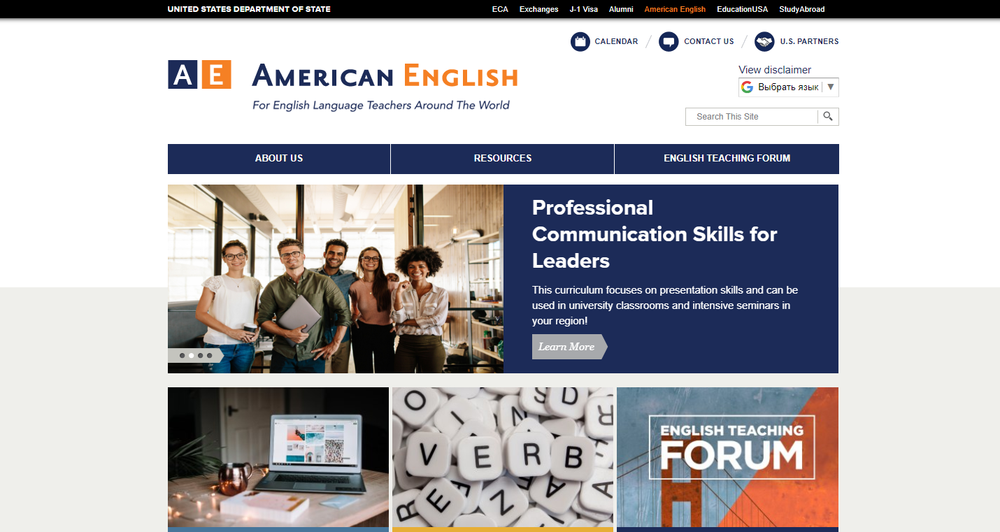 UNITED STATES DEPARTMENT OF STATE
ECA Exchanges J-1 Visa Alumni American English EducationUSA StudyAbroad
CALENDAR / CONTACT US / U.S. PARTNERS
A E
AMERICAN ENGLISH
For English Language Teachers Around The World
View disclaimer
G Выбрать язык ▼
Search This Site
ABOUT US
RESOURCES
ENGLISH TEACHING FORUM
Professional
Communication Skills for
Leaders
This curriculum focuses on presentation skills and can be
used in university classrooms and intensive seminars in
your region!
Learn More
O I N S D R
V E R B
R E N Z A A
ENGLISH TEACHING
FORUM